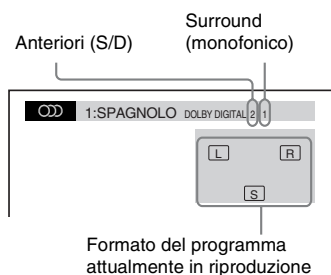 Surround
(monofonico)
Anteriori (S/D)
1:SPAGNOLO DOLBY DIGITAL 2 1
L R
S
Formato del programma
attualmente in riproduzione